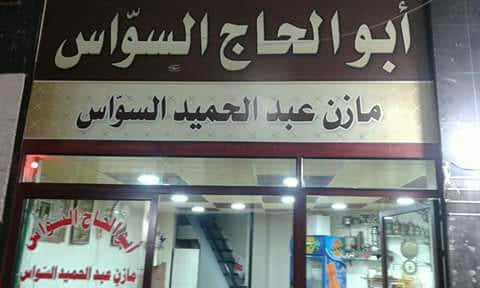 أبو الحاج السوّاس
مازن عبد الحميد السوّاس
أبو الحاج السواس
مازن عبد الحميد السواس